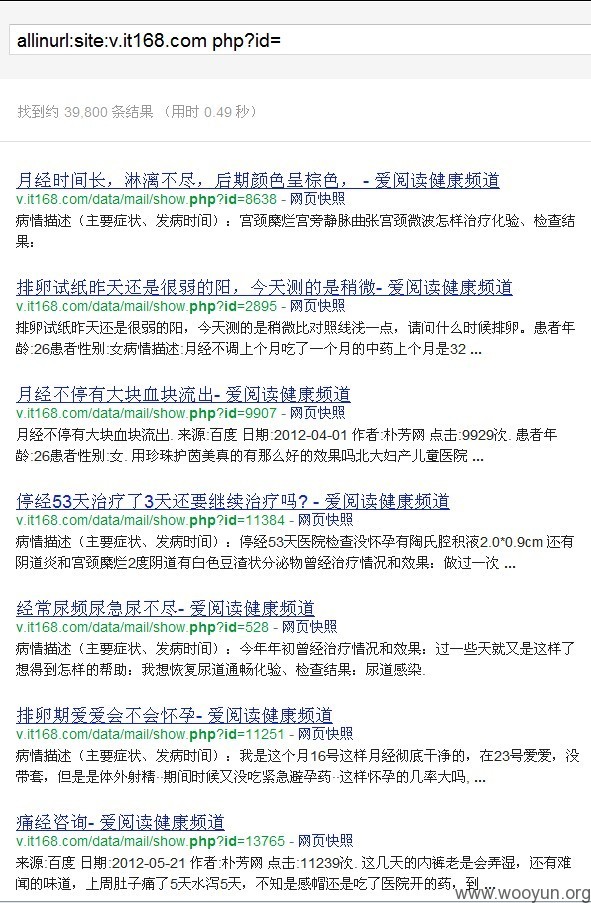 allinurl:site:v.it168.com php?id=
找到约 39,800 条结果 （用时 0.49 秒）
月经时间长，淋漓不尽，后期颜色呈棕色， - 爱阅读健康频道
v.it168.com/data/mail/show.php?id=8638 - 网页快照
病情描述（主要症状、发病时间）：宫颈糜烂宫旁静脉曲张宫颈微波怎样治疗化验、检查结
果：
排卵试纸昨天还是很弱的阳，今天测的是稍微- 爱阅读健康频道
v.it168.com/data/mail/show.php?id=2895 - 网页快照
排卵试纸昨天还是很弱的阳，今天测的是稍微比对照线浅一点，请问什么时候排卵。患者年
龄:26患者性别:女病情描述:月经不调上个月吃了一个月的中药上个月是32 ...
月经不停有大块血块流出- 爱阅读健康频道
v.it168.com/data/mail/show.php?id=9907 - 网页快照
月经不停有大块血块流出. 来源:百度 日期:2012-04-01 作者:朴芳网 点击:9929次. 患者年
龄:26患者性别:女. 用珍珠护茵美真的有那么好的效果吗北大妇产儿童医院 ...
停经53天治疗了3天还要继续治疗吗? - 爱阅读健康频道
v.it168.com/data/mail/show.php?id=11384 - 网页快照
病情描述（主要症状、发病时间）：停经53天医院检查没怀孕有陶氏腔积液2.0*0.9cm 还有
阴道炎和宫颈糜烂2度阴道有白色豆渣状分泌物曾经治疗情况和效果：做过一次 ...
经常尿频尿急尿不尽- 爱阅读健康频道
v.it168.com/data/mail/show.php?id=528 - 网页快照
病情描述（主要症状、发病时间）：今年年初曾经治疗情况和效果：过一些天就又是这样了
想得到怎样的帮助：我想恢复尿道通畅化验、检查结果：尿道感染.
排卵期爱爱会不会怀孕- 爱阅读健康频道
v.it168.com/data/mail/show.php?id=11251 - 网页快照
病情描述（主要症状、发病时间）：我是这个月16号这样月经彻底干净的，在23号爱爱，没
带套，但是是体外射精··期间时候又没吃紧急避孕药··这样怀孕的几率大吗, ...
痛经咨询- 爱阅读健康频道
v.it168.com/data/mail/show.php?id=13765 - 网页快照
来源:百度 日期:2012-05-21 作者:朴芳网 点击:11239次. 这几天的内裤老是会弄湿，还有难
闻的味道，上周肚子痛了5天水泻5天，不知是感帽还是吃了医院开的药，到 ...
www.wooyun.org